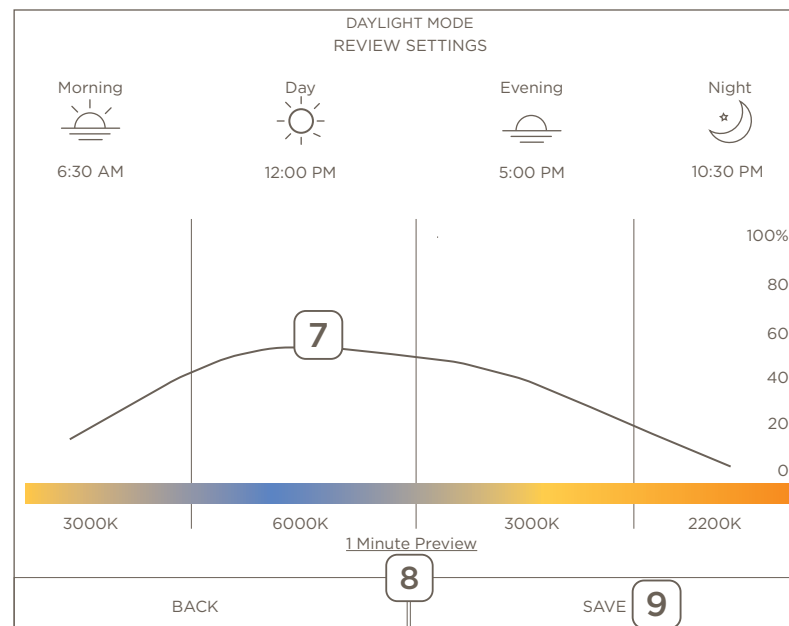 DAYLIGHT MODE
REVIEW SETTINGS
Morning Day Evening Night
6:30 AM 12:00 PM 5:00 PM 10:30 PM
100%
80
60
7
40
20
0
3000K 6000K 3000K 2200K
1 Minute Preview
8
BACK SAVE 9